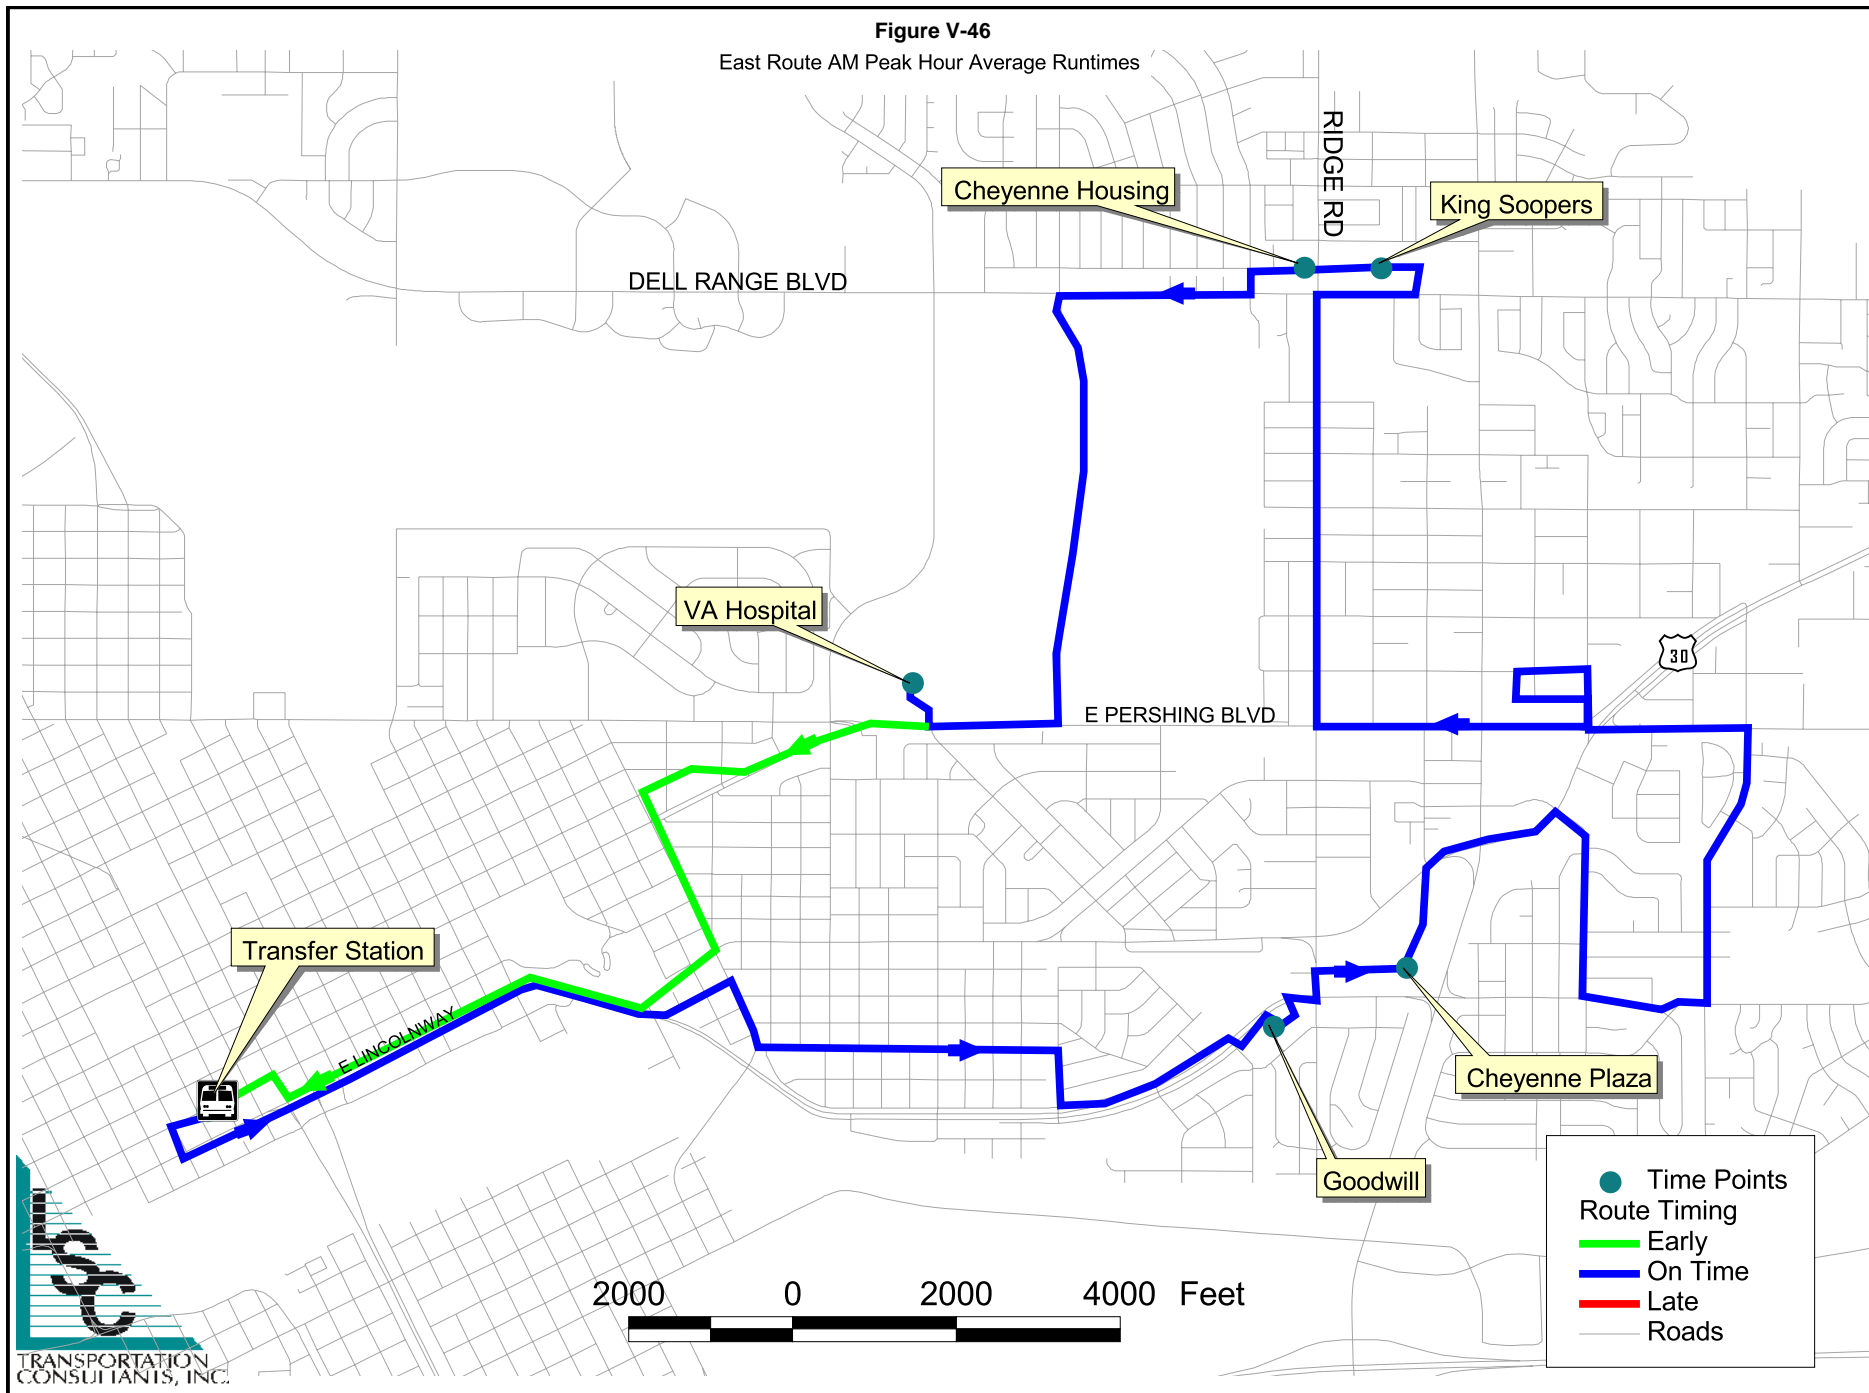 Figure V-46
East Route AM Peak Hour Average Runtimes
RIDGE RD
Cheyenne Housing
King Soopers
DELL RANGE BLVD
VA Hospital
30
E PERSHING BLVD
Transfer Station
E LINCOLNWAY
Cheyenne Plaza
Goodwill
Time Points
Route Timing
Early
On Time
Late
Roads
2000 0 2000 4000 Feet
LSC
TRANSPORTATION
CONSULTANTS, INC.